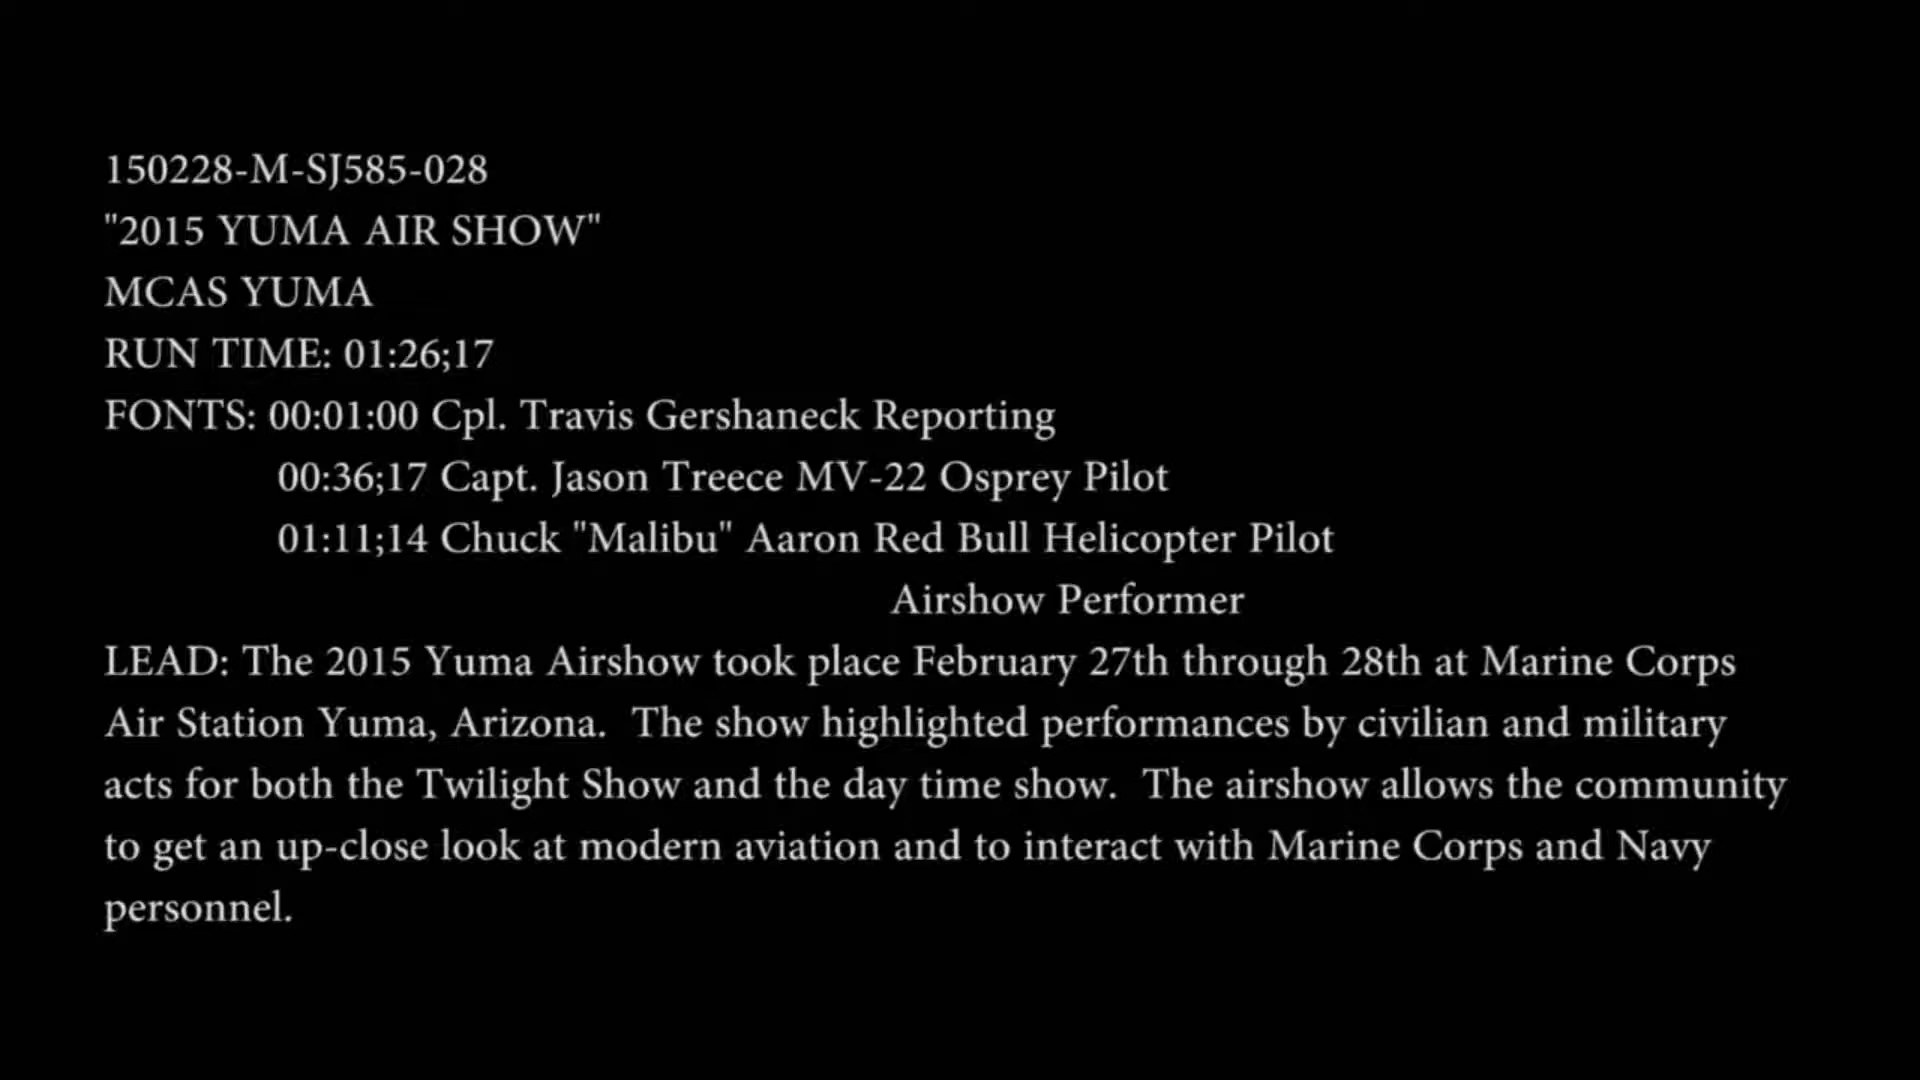 150228-M-SJ585-028
"2015 YUMA AIR SHOW"
MCAS YUMA
RUN TIME: 01:26;17
FONTS: 00:01:00 Cpl. Travis Gershaneck Reporting
00:36;17 Capt. Jason Treece MV-22 Osprey Pilot
01:11;14 Chuck "Malibu" Aaron Red Bull Helicopter Pilot
Airshow Performer
LEAD: The 2015 Yuma Airshow took place February 27th through 28th at Marine Corps
Air Station Yuma, Arizona.  The show highlighted performances by civilian and military
acts for both the Twilight Show and the day time show.  The airshow allows the community
to get an up-close look at modern aviation and to interact with Marine Corps and Navy
personnel.